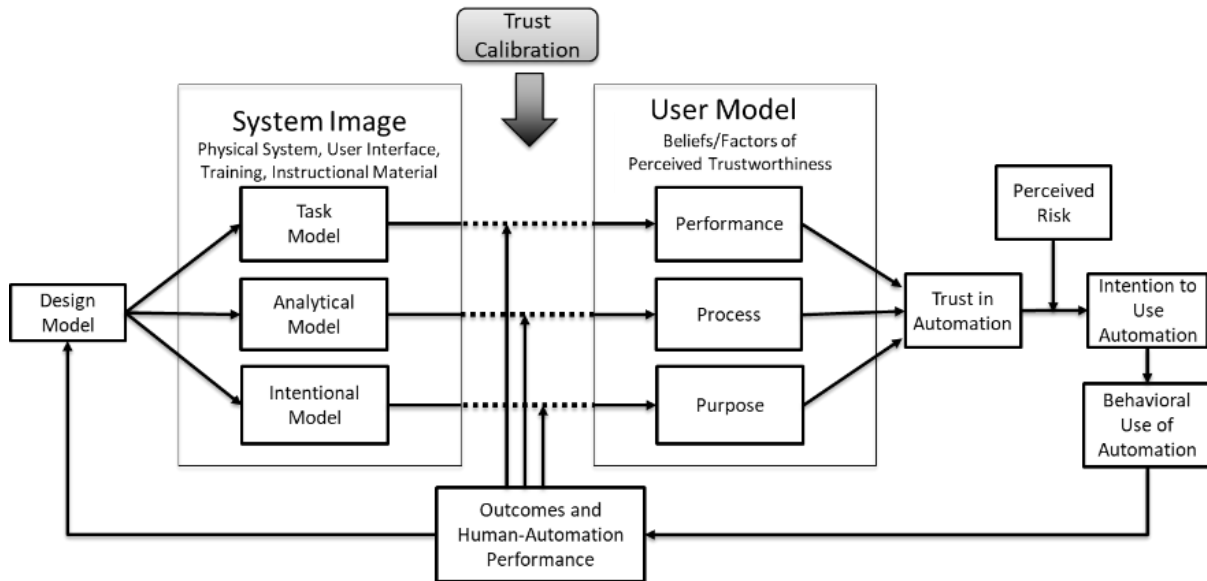 Trust
Calibration
System Image
Physical System, User Interface,
Training, Instructional Material
Task
Model
Analytical
Model
Intentional
Model
User Model
Beliefs/Factors of
Perceived Trustworthiness
Performance
Process
Purpose
Design
Model
Trust in
Automation
Perceived
Risk
Intention to
Use
Automation
Behavioral
Use of
Automation
Outcomes and
Human-Automation
Performance